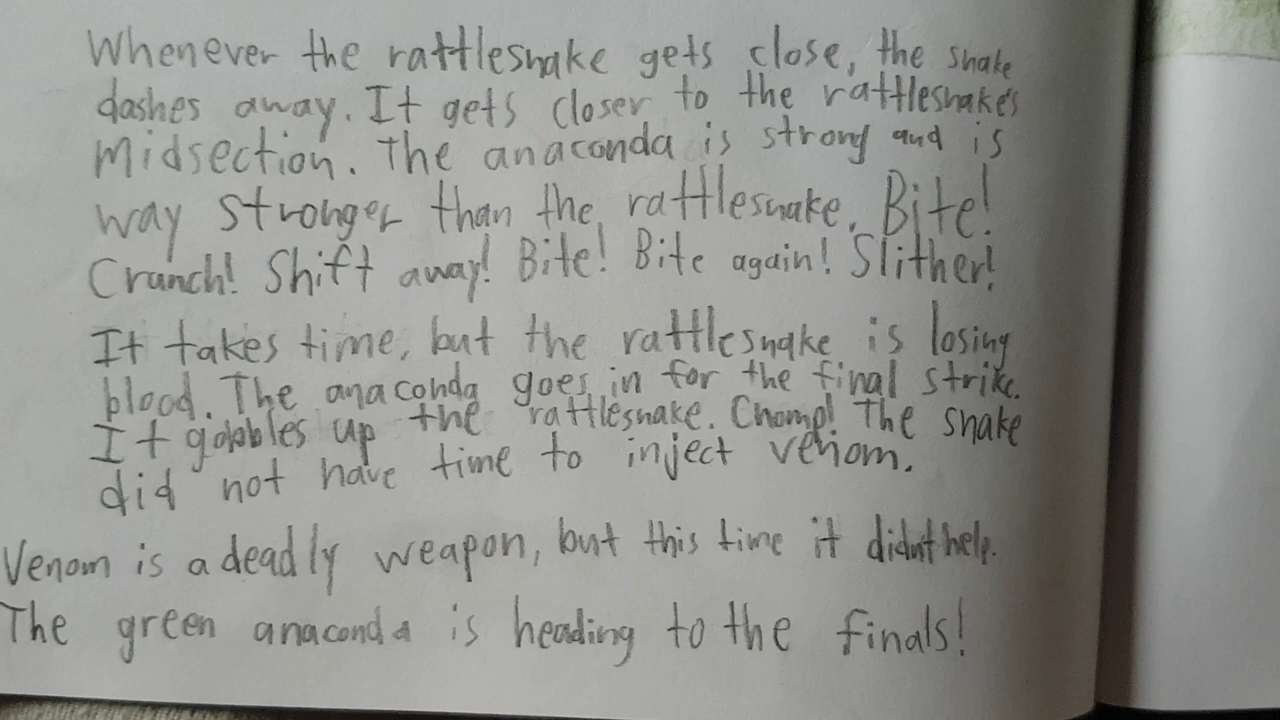 Whenever the rattlesnake gets close, the snake
dashes away. It gets closer to the rattlesnake's
midsection. The anaconda is strong and is
way stronger than the rattlesnake. Bite!
Crunch! Shift away! Bite! Bite again! Slither!
It takes time, but the rattlesnake is losing
blood. The anaconda goes in for the final strike.
It gobbles up the rattlesnake. Chomp! The snake
did not have time to inject venom.
Venom is a deadly weapon, but this time it didn't help.
The green anaconda is heading to the finals!